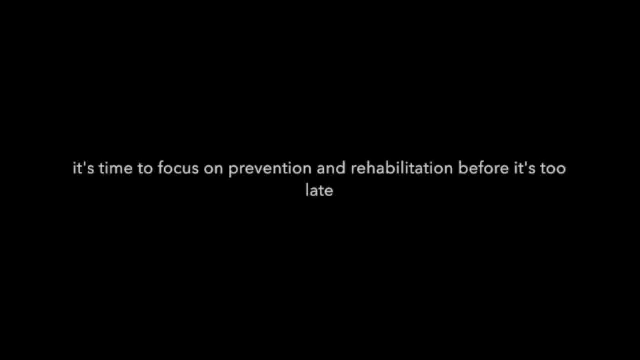 it's time to focus on prevention and rehabilitation before it's too
late